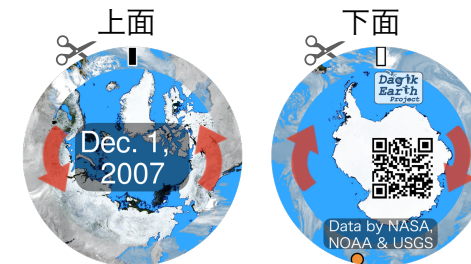 上面
下面
Dec. 1,
2007
Dagik
Earth
Project
Data by NASA,
NOAA & USGS